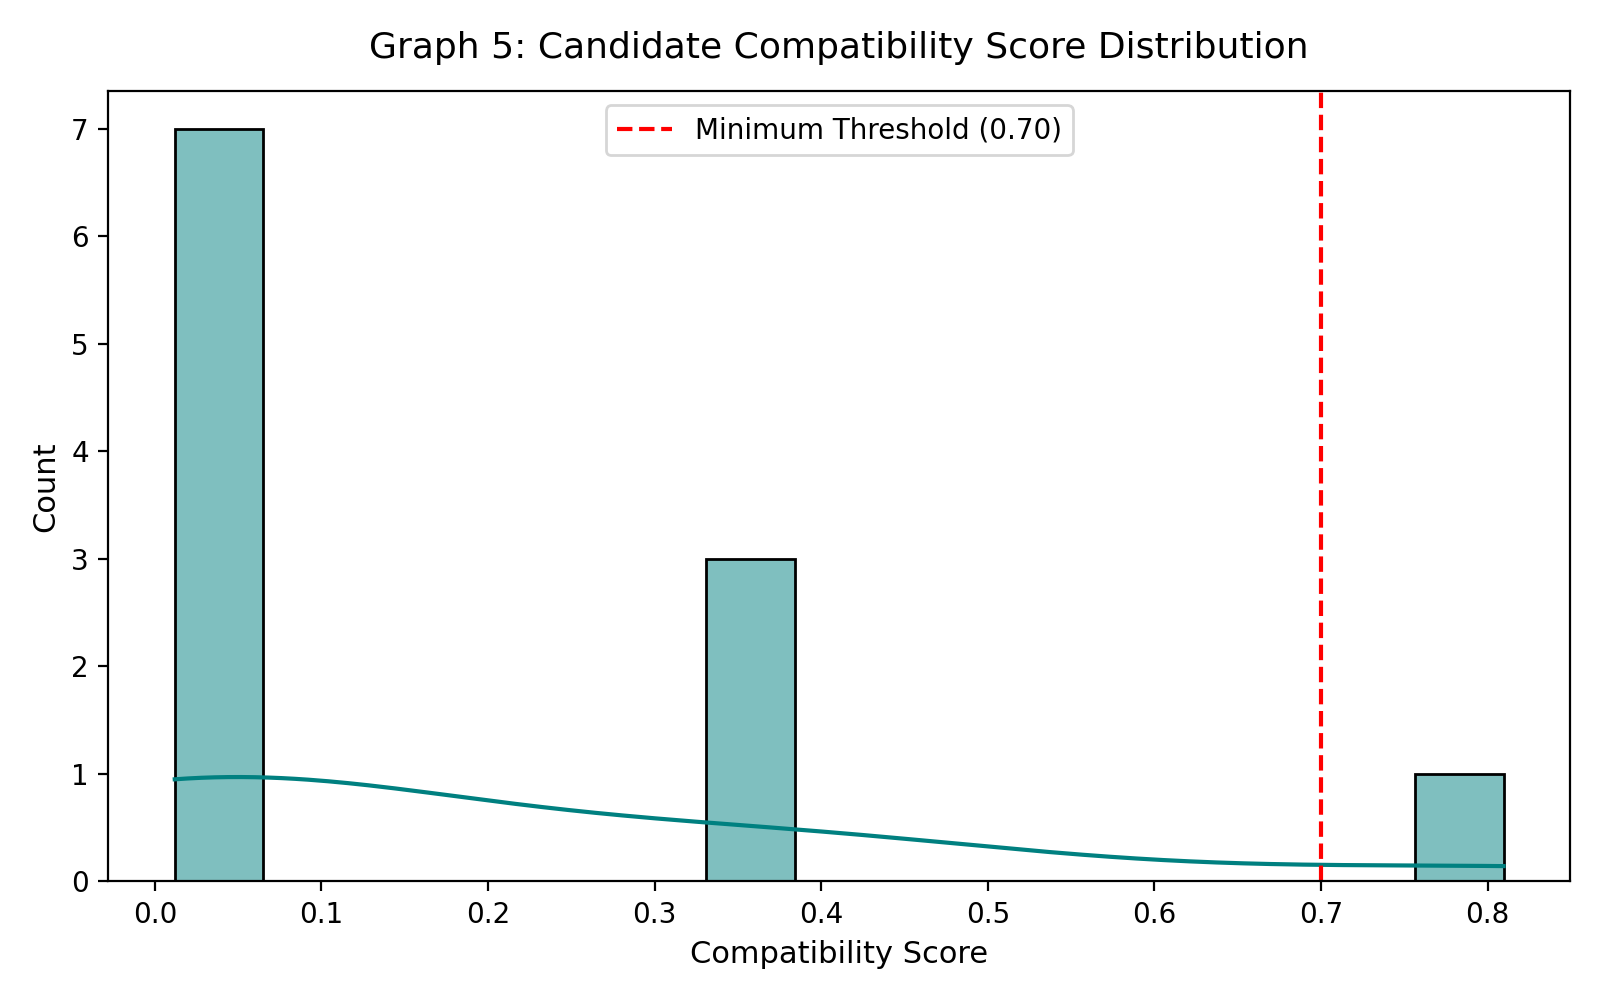 Graph 5: Candidate Compatibility Score Distribution
Minimum Threshold (0.70)
7
6
5
4
3
2
1
0
Count
0.0 0.1 0.2 0.3 0.4 0.5 0.6 0.7 0.8
Compatibility Score